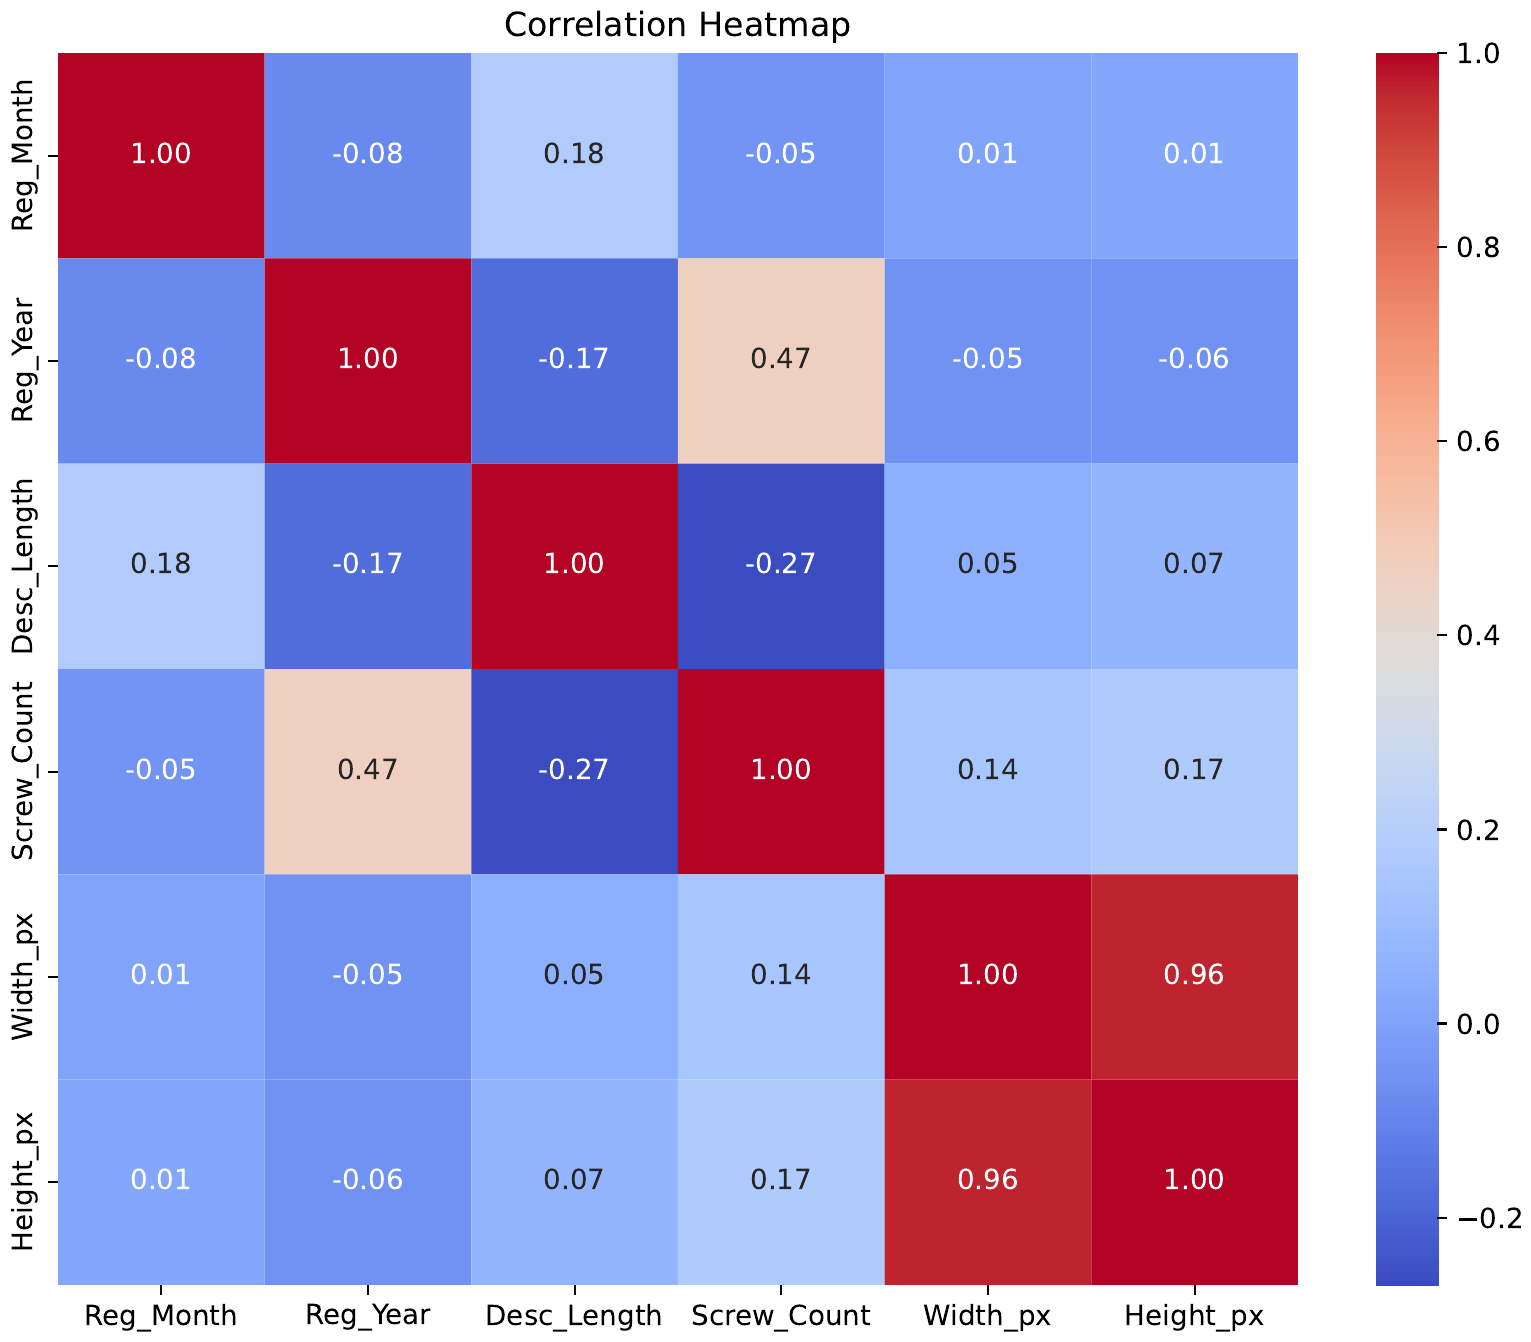 Correlation Heatmap
Reg_Month 1.00 -0.08 0.18 -0.05 0.01 0.01
Reg_Year -0.08 1.00 -0.17 0.47 -0.05 -0.06
Desc_Length 0.18 -0.17 1.00 -0.27 0.05 0.07
Screw_Count -0.05 0.47 -0.27 1.00 0.14 0.17
Width_px 0.01 -0.05 0.05 0.14 1.00 0.96
Height_px 0.01 -0.06 0.07 0.17 0.96 1.00
Reg_Month Reg_Year Desc_Length Screw_Count Width_px Height_px
1.0
0.8
0.6
0.4
0.2
0.0
−0.2